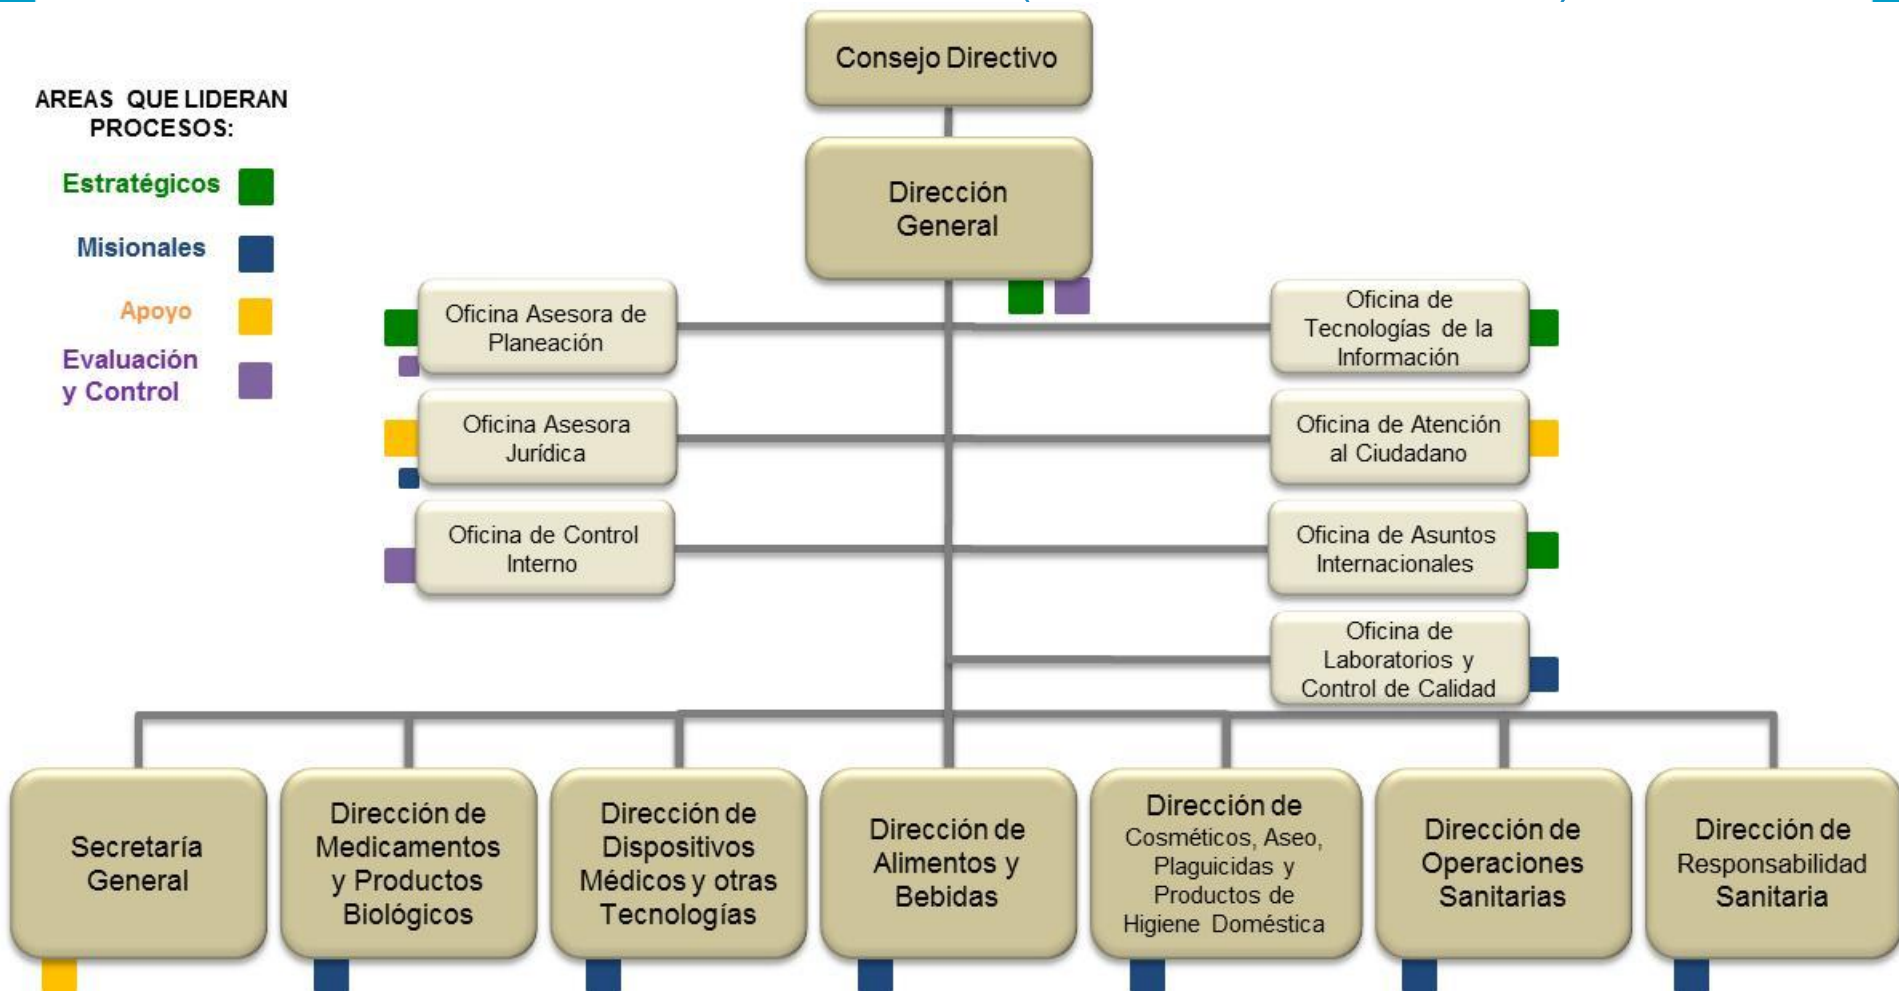 Consejo Directivo
AREAS QUE LIDERAN
PROCESOS:
Estratégicos
Misionales
Apoyo
Evaluación
y Control
Dirección
General
Oficina Asesora de
Planeación
Oficina de
Tecnologías de la
Información
Oficina Asesora
Jurídica
Oficina de Atención
al Ciudadano
Oficina de Control
Interno
Oficina de Asuntos
Internacionales
Oficina de
Laboratorios y
Control de Calidad
Secretaría
General
Dirección de
Medicamentos
y Productos
Biológicos
Dirección de
Dispositivos
Médicos y otras
Tecnologías
Dirección de
Alimentos y
Bebidas
Dirección de
Cosméticos, Aseo,
Plaguicidas y
Productos de
Higiene Doméstica
Dirección de
Operaciones
Sanitarias
Dirección de
Responsabilidad
Sanitaria